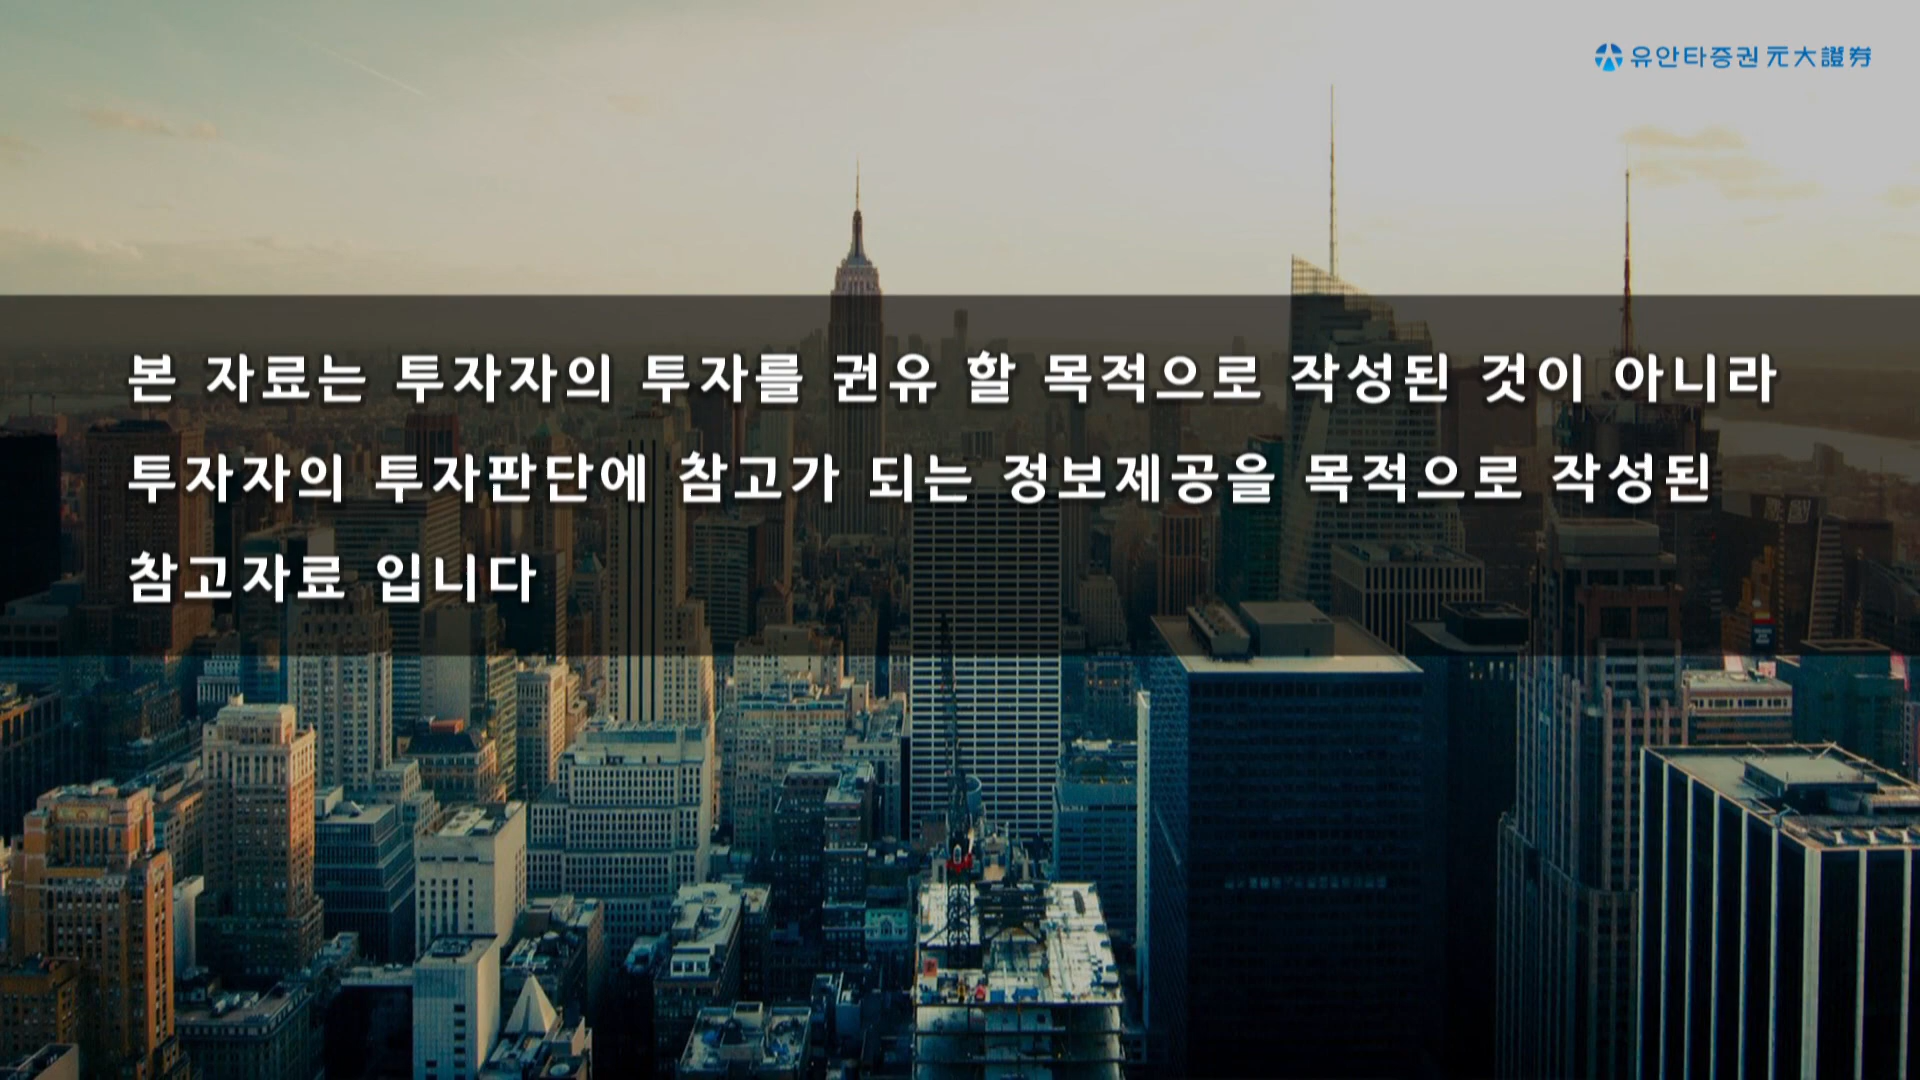 유안타증권 元大證券
본 자료는 투자자의 투자를 권유 할 목적으로 작성된 것이 아니라
투자자의 투자판단에 참고가 되는 정보제공을 목적으로 작성된
참고자료 입니다